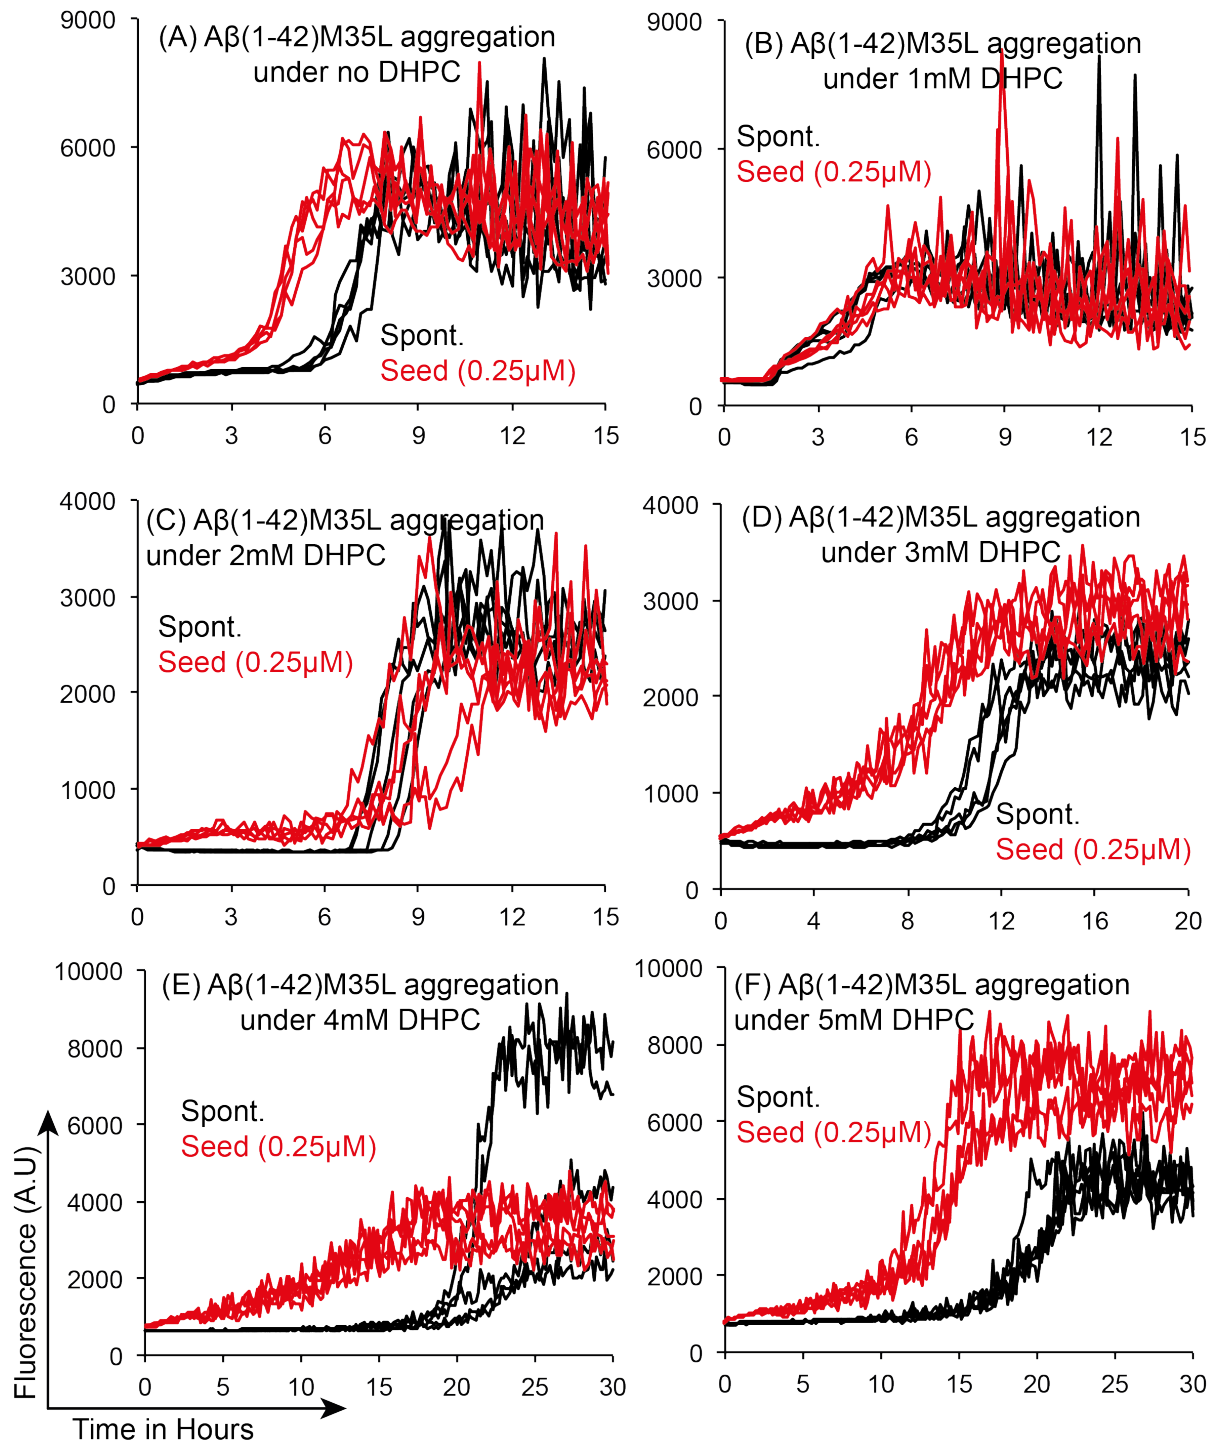 (A) Aβ(1-42)M35L aggregation
under no DHPC
9000
6000
3000
0
Spont.
Seed (0.25µM)
0 3 6 9 12 15
(B) Aβ(1-42)M35L aggregation
under 1mM DHPC
9000
6000
3000
0
Spont.
Seed (0.25µM)
0 3 6 9 12 15
(C) Aβ(1-42)M35L aggregation
under 2mM DHPC
4000
3000
2000
1000
0
Spont.
Seed (0.25µM)
0 3 6 9 12 15
(D) Aβ(1-42)M35L aggregation
under 3mM DHPC
4000
3000
2000
1000
0
Spont.
Seed (0.25µM)
0 4 8 12 16 20
(E) Aβ(1-42)M35L aggregation
under 4mM DHPC
10000
8000
6000
4000
2000
0
Spont.
Seed (0.25µM)
0 5 10 15 20 25 30
(F) Aβ(1-42)M35L aggregation
under 5mM DHPC
10000
8000
6000
4000
2000
0
Spont.
Seed (0.25µM)
0 5 10 15 20 25 30
Fluorescence (A.U)
Time in Hours